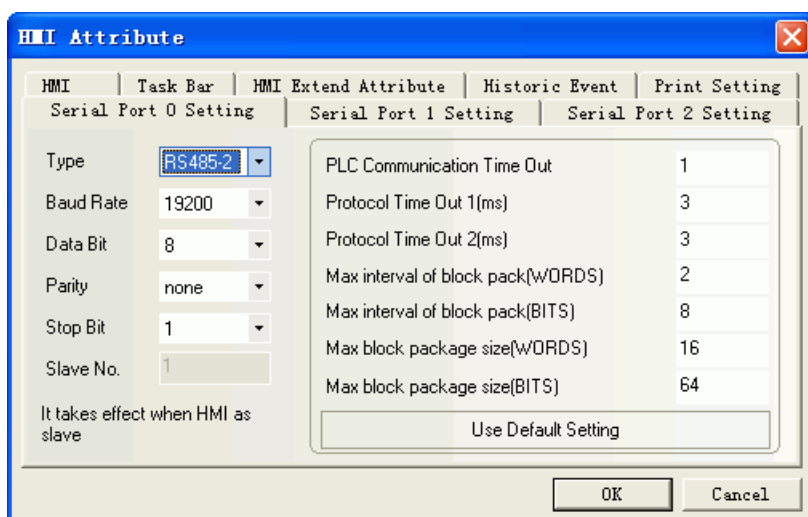 HMI Attribute
HMI Task Bar HMI Extend Attribute Historic Event Print Setting
Serial Port 0 Setting Serial Port 1 Setting Serial Port 2 Setting
Type RS485-2
Baud Rate 19200
Data Bit 8
Parity none
Stop Bit 1
Slave No. 1
It takes effect when HMI as
slave
PLC Communication Time Out 1
Protocol Time Out 1(ms) 3
Protocol Time Out 2(ms) 3
Max interval of block pack(WORDS) 2
Max interval of block pack(BITS) 8
Max block package size(WORDS) 16
Max block package size(BITS) 64
Use Default Setting
OK Cancel